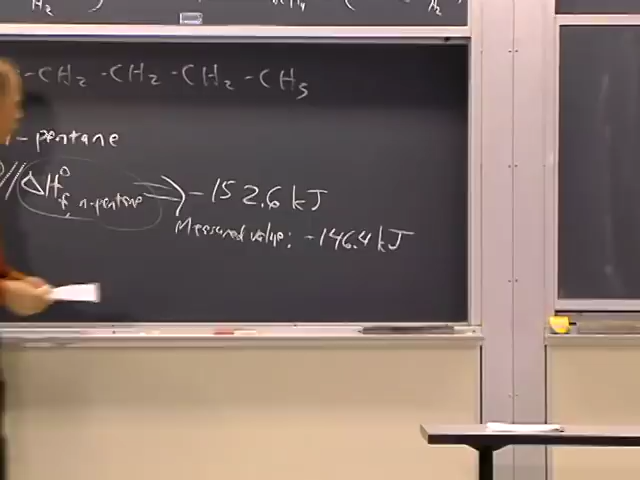 -CH₂ -CH₂ -CH₂ -CH₃
n-pentane
ΔH°f, n-pentane → -152.6 kJ
Measured value: -146.4 kJ